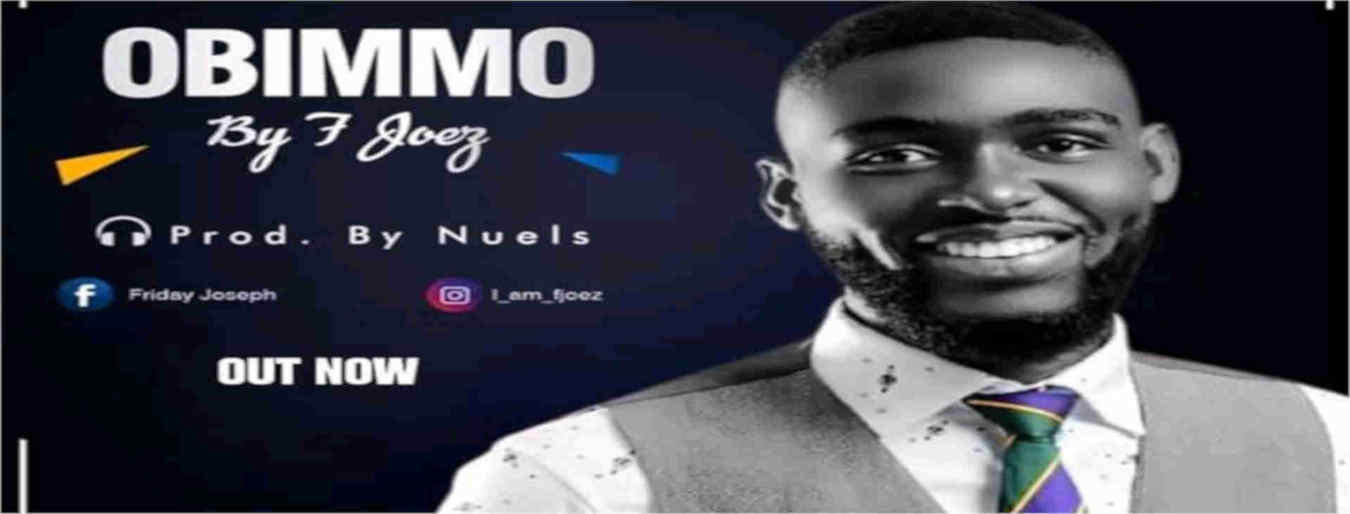 OBIMMO
By F Joez
Prod. By Nuels
Friday Joseph
I_am_fjoez
OUT NOW